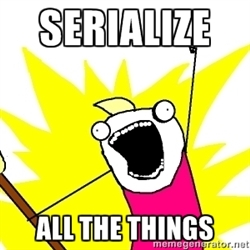 SERIALIZE
ALL THE THINGS
memegenerator.net